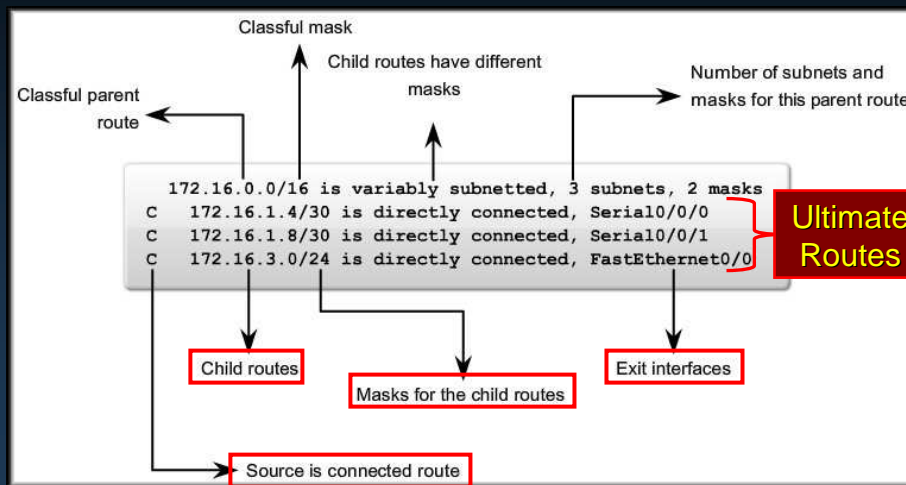 Classful mask
Child routes have different
masks
Number of subnets and
masks for this parent route
Classful parent
route
172.16.0.0/16 is variably subnetted, 3 subnets, 2 masks
C 172.16.1.4/30 is directly connected, Serial0/0/0
C 172.16.1.8/30 is directly connected, Serial0/0/1
C 172.16.3.0/24 is directly connected, FastEthernet0/0
Ultimate
Routes
Child routes
Masks for the child routes
Exit interfaces
Source is connected route